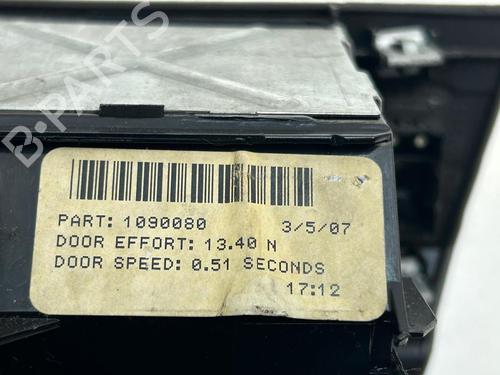 B-PARTS
PART: 1090080 3/5/07
DOOR EFFORT: 13.40 N
DOOR SPEED: 0.51 SECONDS
17:12